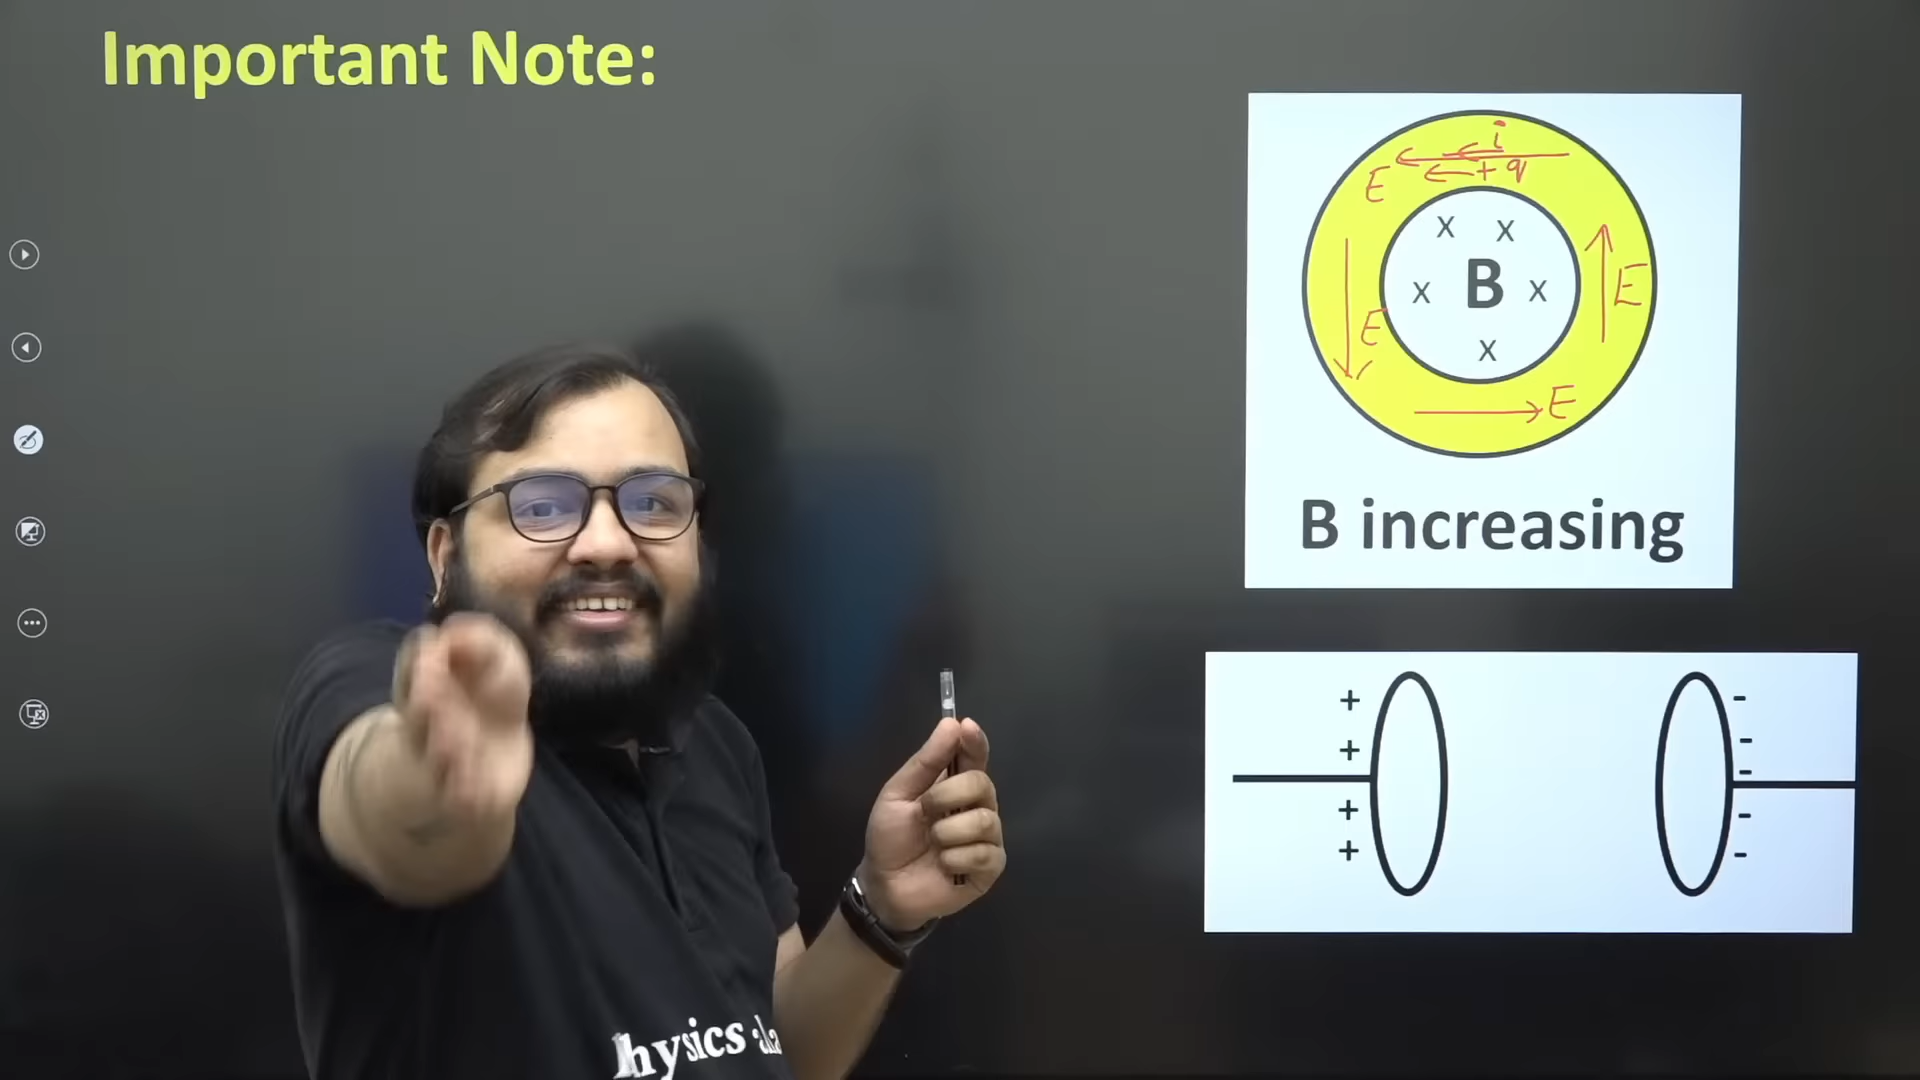 Important Note:
i
+ q
E
x x
x B x
E
E
x
E
B increasing
+
+
+
+
-
-
-
-
-
hysics